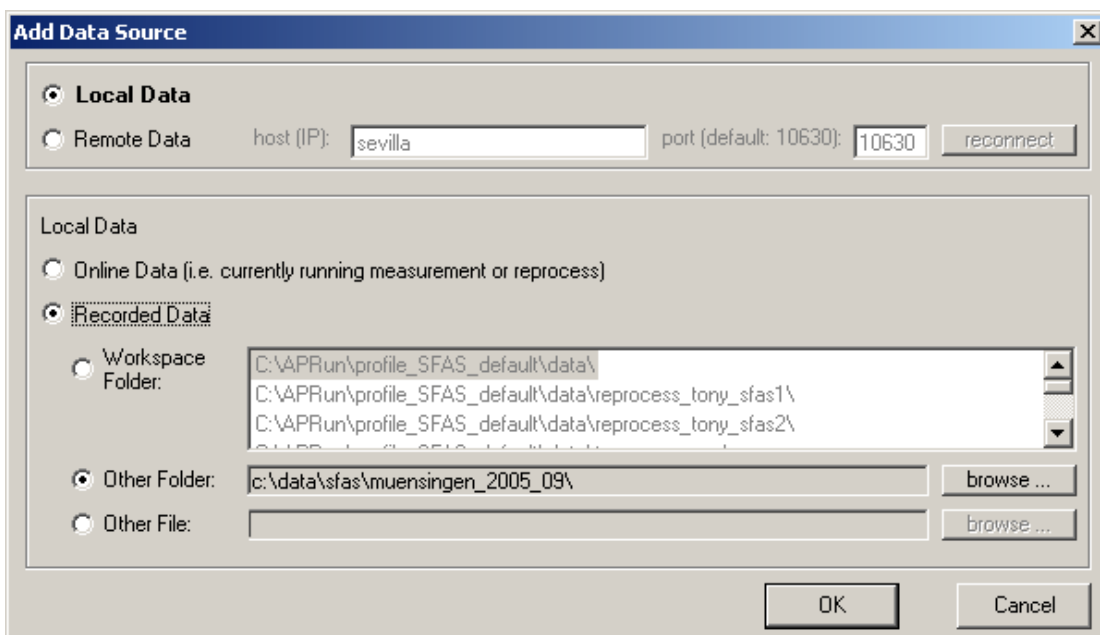 Add Data Source
Local Data
Remote Data host (IP): sevilla port (default: 10630): 10630 reconnect
Local Data
Online Data (i.e. currently running measurement or reprocess)
Recorded Data
Workspace
Folder:
C:\APRun\profile_SFAS_default\data\
C:\APRun\profile_SFAS_default\data\reprocess_tony_sfas1\
C:\APRun\profile_SFAS_default\data\reprocess_tony_sfas2\
Other Folder: c:\data\sfas\muensingen_2005_09\ browse ...
Other File: browse ...
OK Cancel